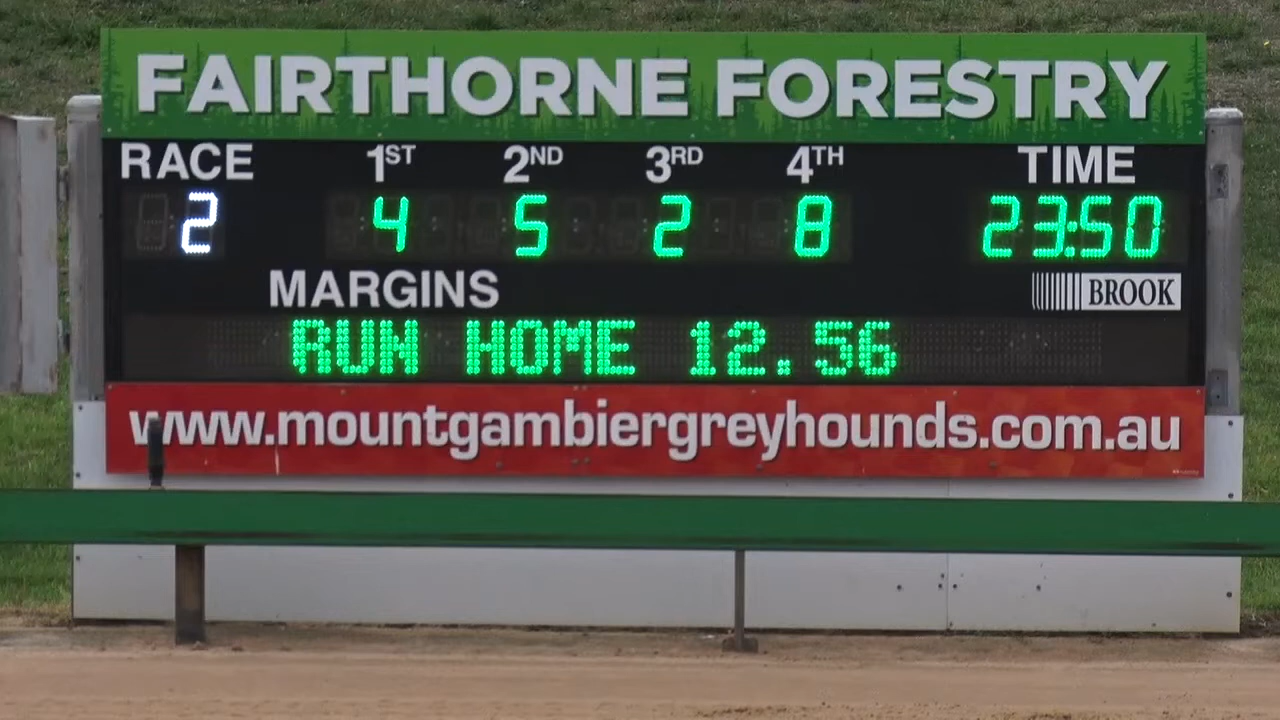 FAIRTHORNE FORESTRY
RACE 1ST 2ND 3RD 4TH TIME
2 4 5 2 8 23:50
MARGINS BROOK
RUN HOME 12.56
www.mountgambiergreyhounds.com.au